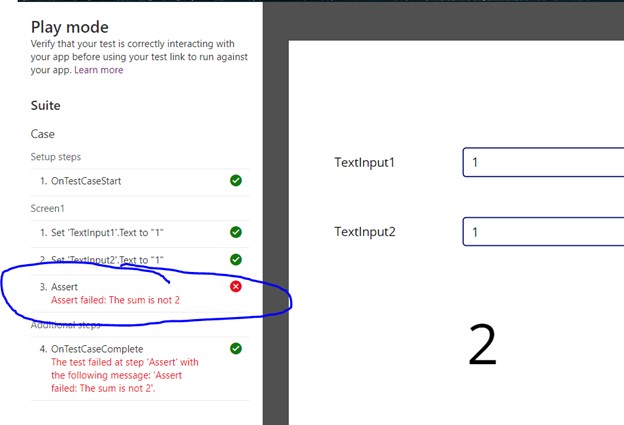 Play mode
Verify that your test is correctly interacting with
your app before using your test link to run against
your app. Learn more
Suite
Case
Setup steps
1. OnTestCaseStart
Screen1
1. Set 'TextInput1'.Text to "1"
2. Set 'TextInput2'.Text to "1"
3. Assert
Assert failed: The sum is not 2
Additional steps
4. OnTestCaseComplete
The test failed at step 'Assert' with
the following message: 'Assert
failed: The sum is not 2'.
TextInput1 1
TextInput2 1
2